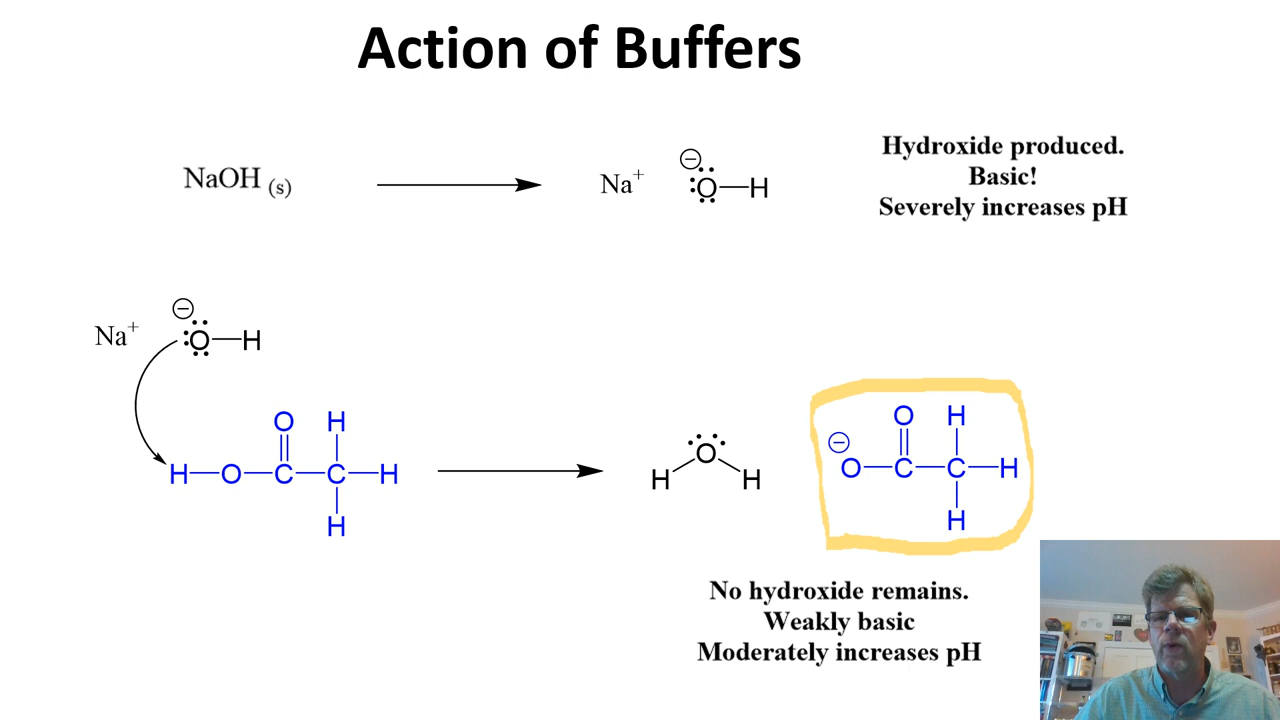 Action of Buffers
NaOH (s)
Na+ ⊖ :O—H
Hydroxide produced.
Basic!
Severely increases pH
Na+ ⊖ :O—H
O H
H—O—C—C—H
H
O
H H
O H
⊖ O—C—C—H
H
No hydroxide remains.
Weakly basic
Moderately increases pH